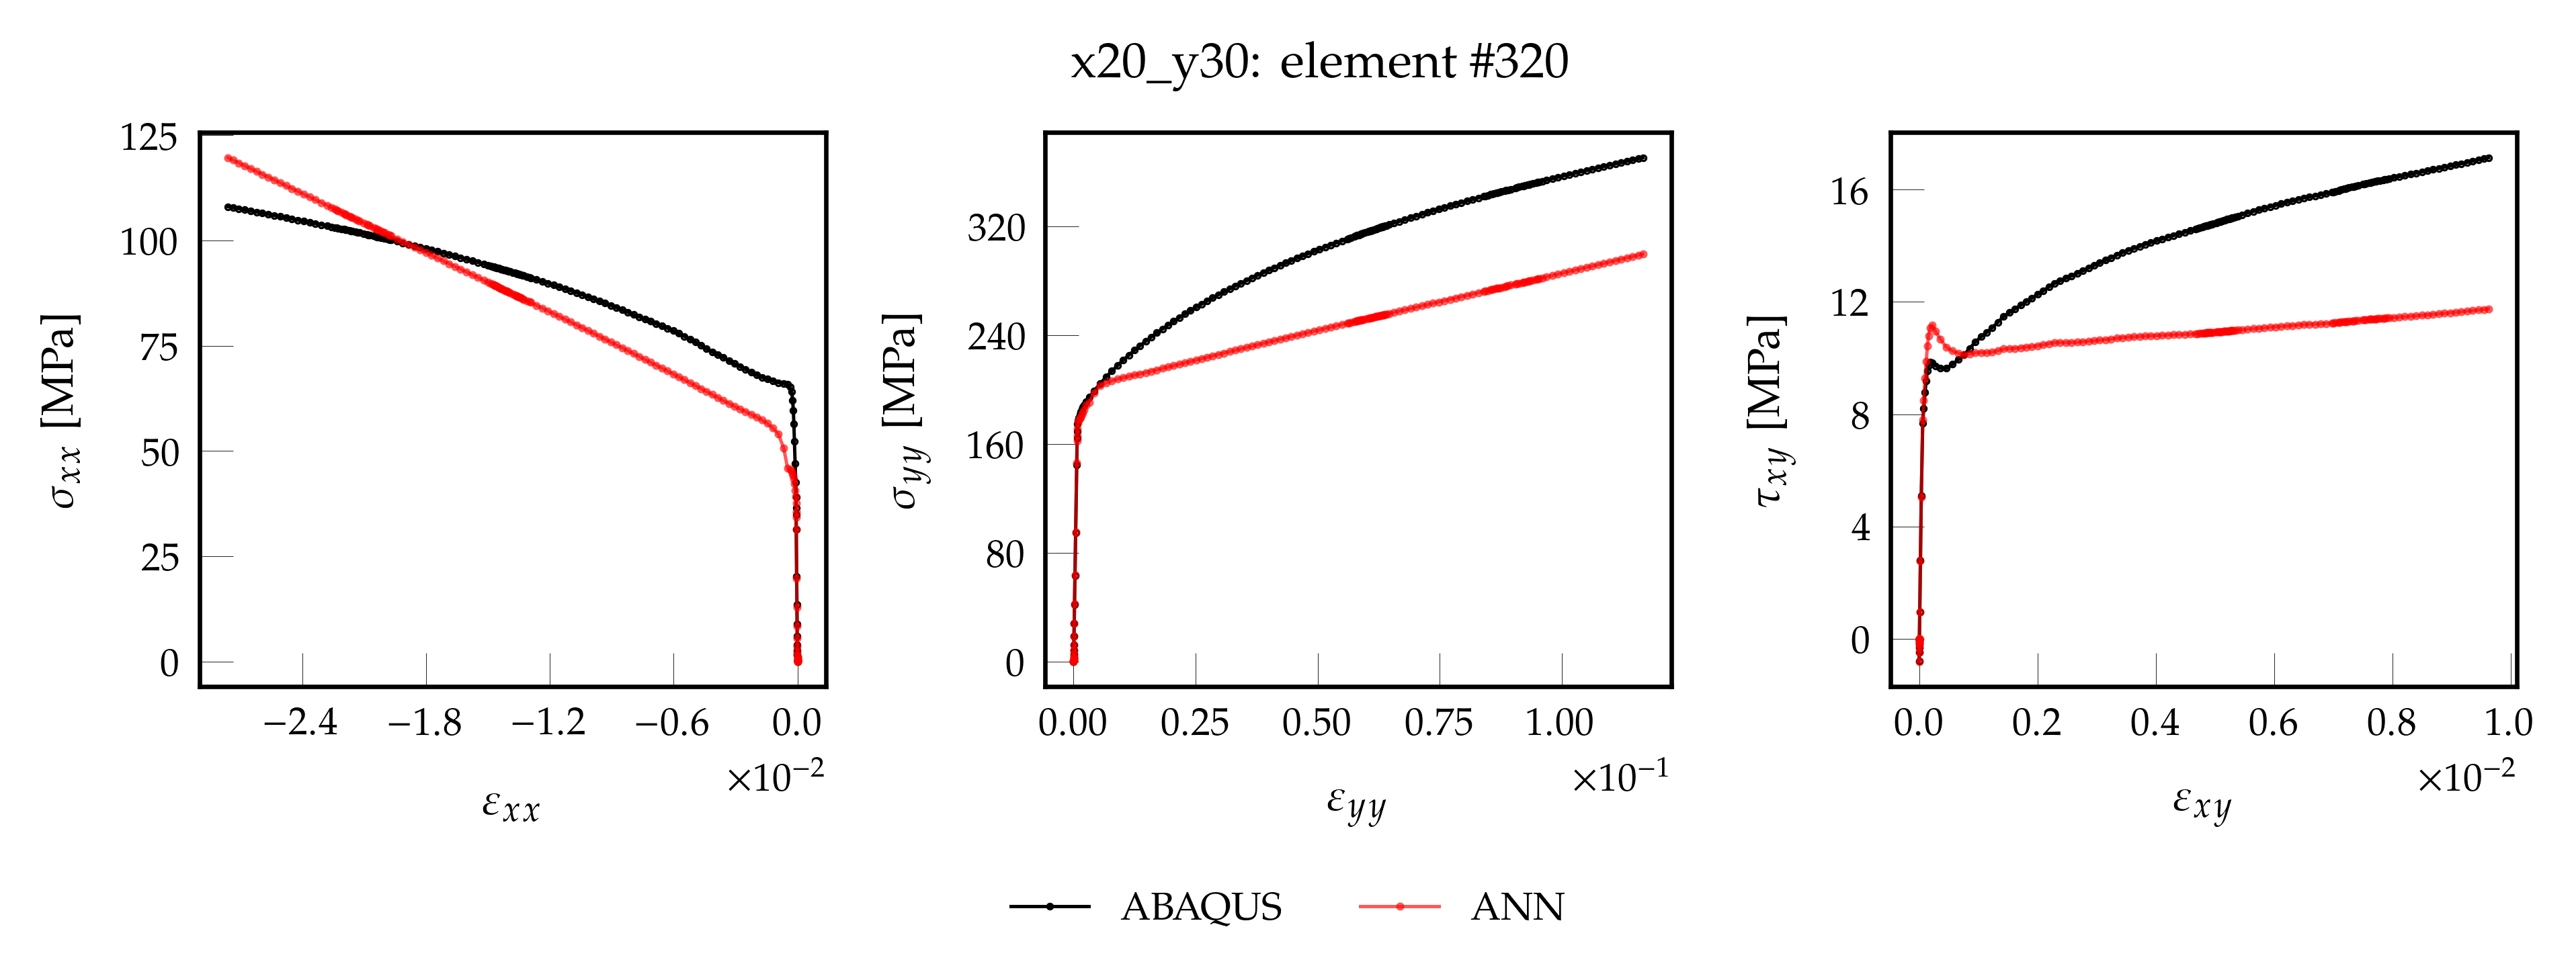 x20_y30: element #320
σxx [MPa]
125
100
75
50
25
0
−2.4 −1.8 −1.2 −0.6 0.0
×10−2
εxx
σyy [MPa]
320
240
160
80
0
0.00 0.25 0.50 0.75 1.00
×10−1
εyy
τxy [MPa]
16
12
8
4
0
0.0 0.2 0.4 0.6 0.8 1.0
×10−2
εxy
ABAQUS ANN